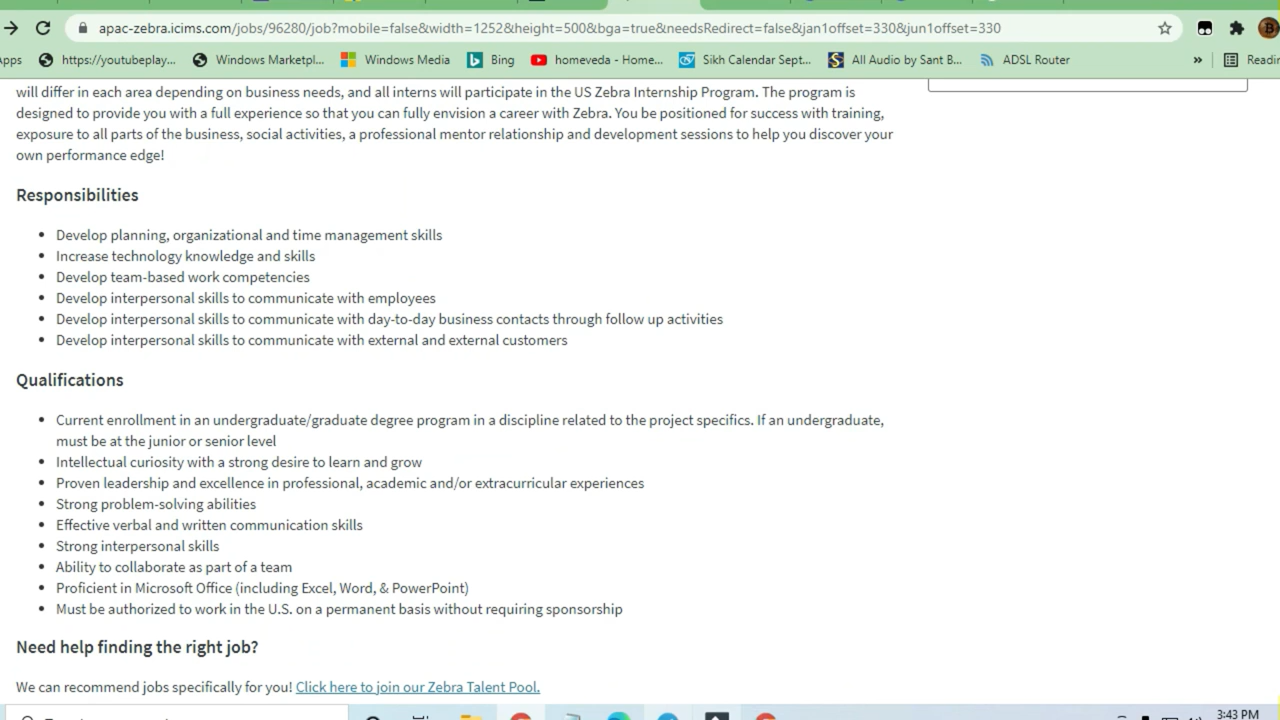 apac-zebra.icims.com/jobs/96280/job?mobile=false&width=1252&height=500&bga=true&needsRedirect=false&jan1offset=330&jun1offset=330
Apps https://youtubeplay... Windows Marketpl... Windows Media Bing homeveda - Home... Sikh Calendar Sept... All Audio by Sant B... ADSL Router »
will differ in each area depending on business needs, and all interns will participate in the US Zebra Internship Program. The program is
designed to provide you with a full experience so that you can fully envision a career with Zebra. You be positioned for success with training,
exposure to all parts of the business, social activities, a professional mentor relationship and development sessions to help you discover your
own performance edge!
Responsibilities
• Develop planning, organizational and time management skills
• Increase technology knowledge and skills
• Develop team-based work competencies
• Develop interpersonal skills to communicate with employees
• Develop interpersonal skills to communicate with day-to-day business contacts through follow up activities
• Develop interpersonal skills to communicate with external and external customers
Qualifications
• Current enrollment in an undergraduate/graduate degree program in a discipline related to the project specifics. If an undergraduate,
must be at the junior or senior level
• Intellectual curiosity with a strong desire to learn and grow
• Proven leadership and excellence in professional, academic and/or extracurricular experiences
• Strong problem-solving abilities
• Effective verbal and written communication skills
• Strong interpersonal skills
• Ability to collaborate as part of a team
• Proficient in Microsoft Office (including Excel, Word, & PowerPoint)
• Must be authorized to work in the U.S. on a permanent basis without requiring sponsorship
Need help finding the right job?
We can recommend jobs specifically for you! Click here to join our Zebra Talent Pool.
3:43 PM